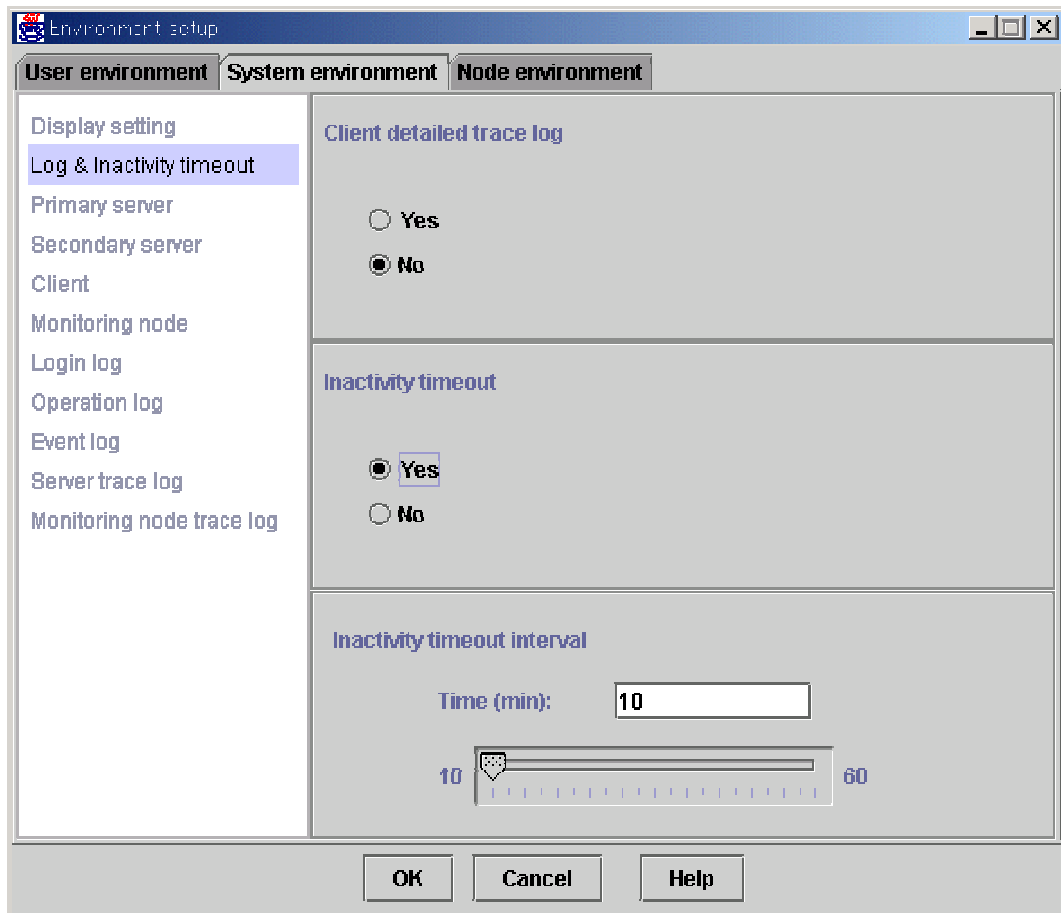 Environment setup
User environment System environment Node environment
Display setting
Log & Inactivity timeout
Primary server
Secondary server
Client
Monitoring node
Login log
Operation log
Event log
Server trace log
Monitoring node trace log
Client detailed trace log
Yes
No
Inactivity timeout
Yes
No
Inactivity timeout interval
Time (min): 10
10 60
OK Cancel Help